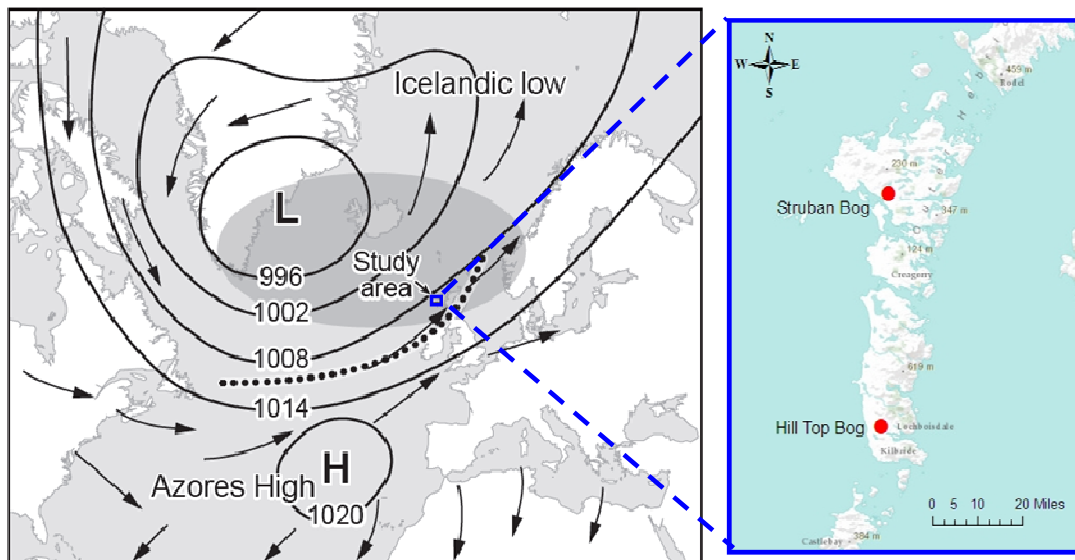 Icelandic low
L
996
Study
area
1002
1008
1014
H
Azores High
1020
N
W E
S
459 m
Rodel
230 m
Struban Bog
347 m
124 m
Creagorry
619 m
Hill Top Bog
Lochboisdale
Kilbride
0 5 10 20 Miles
Castlebay
384 m